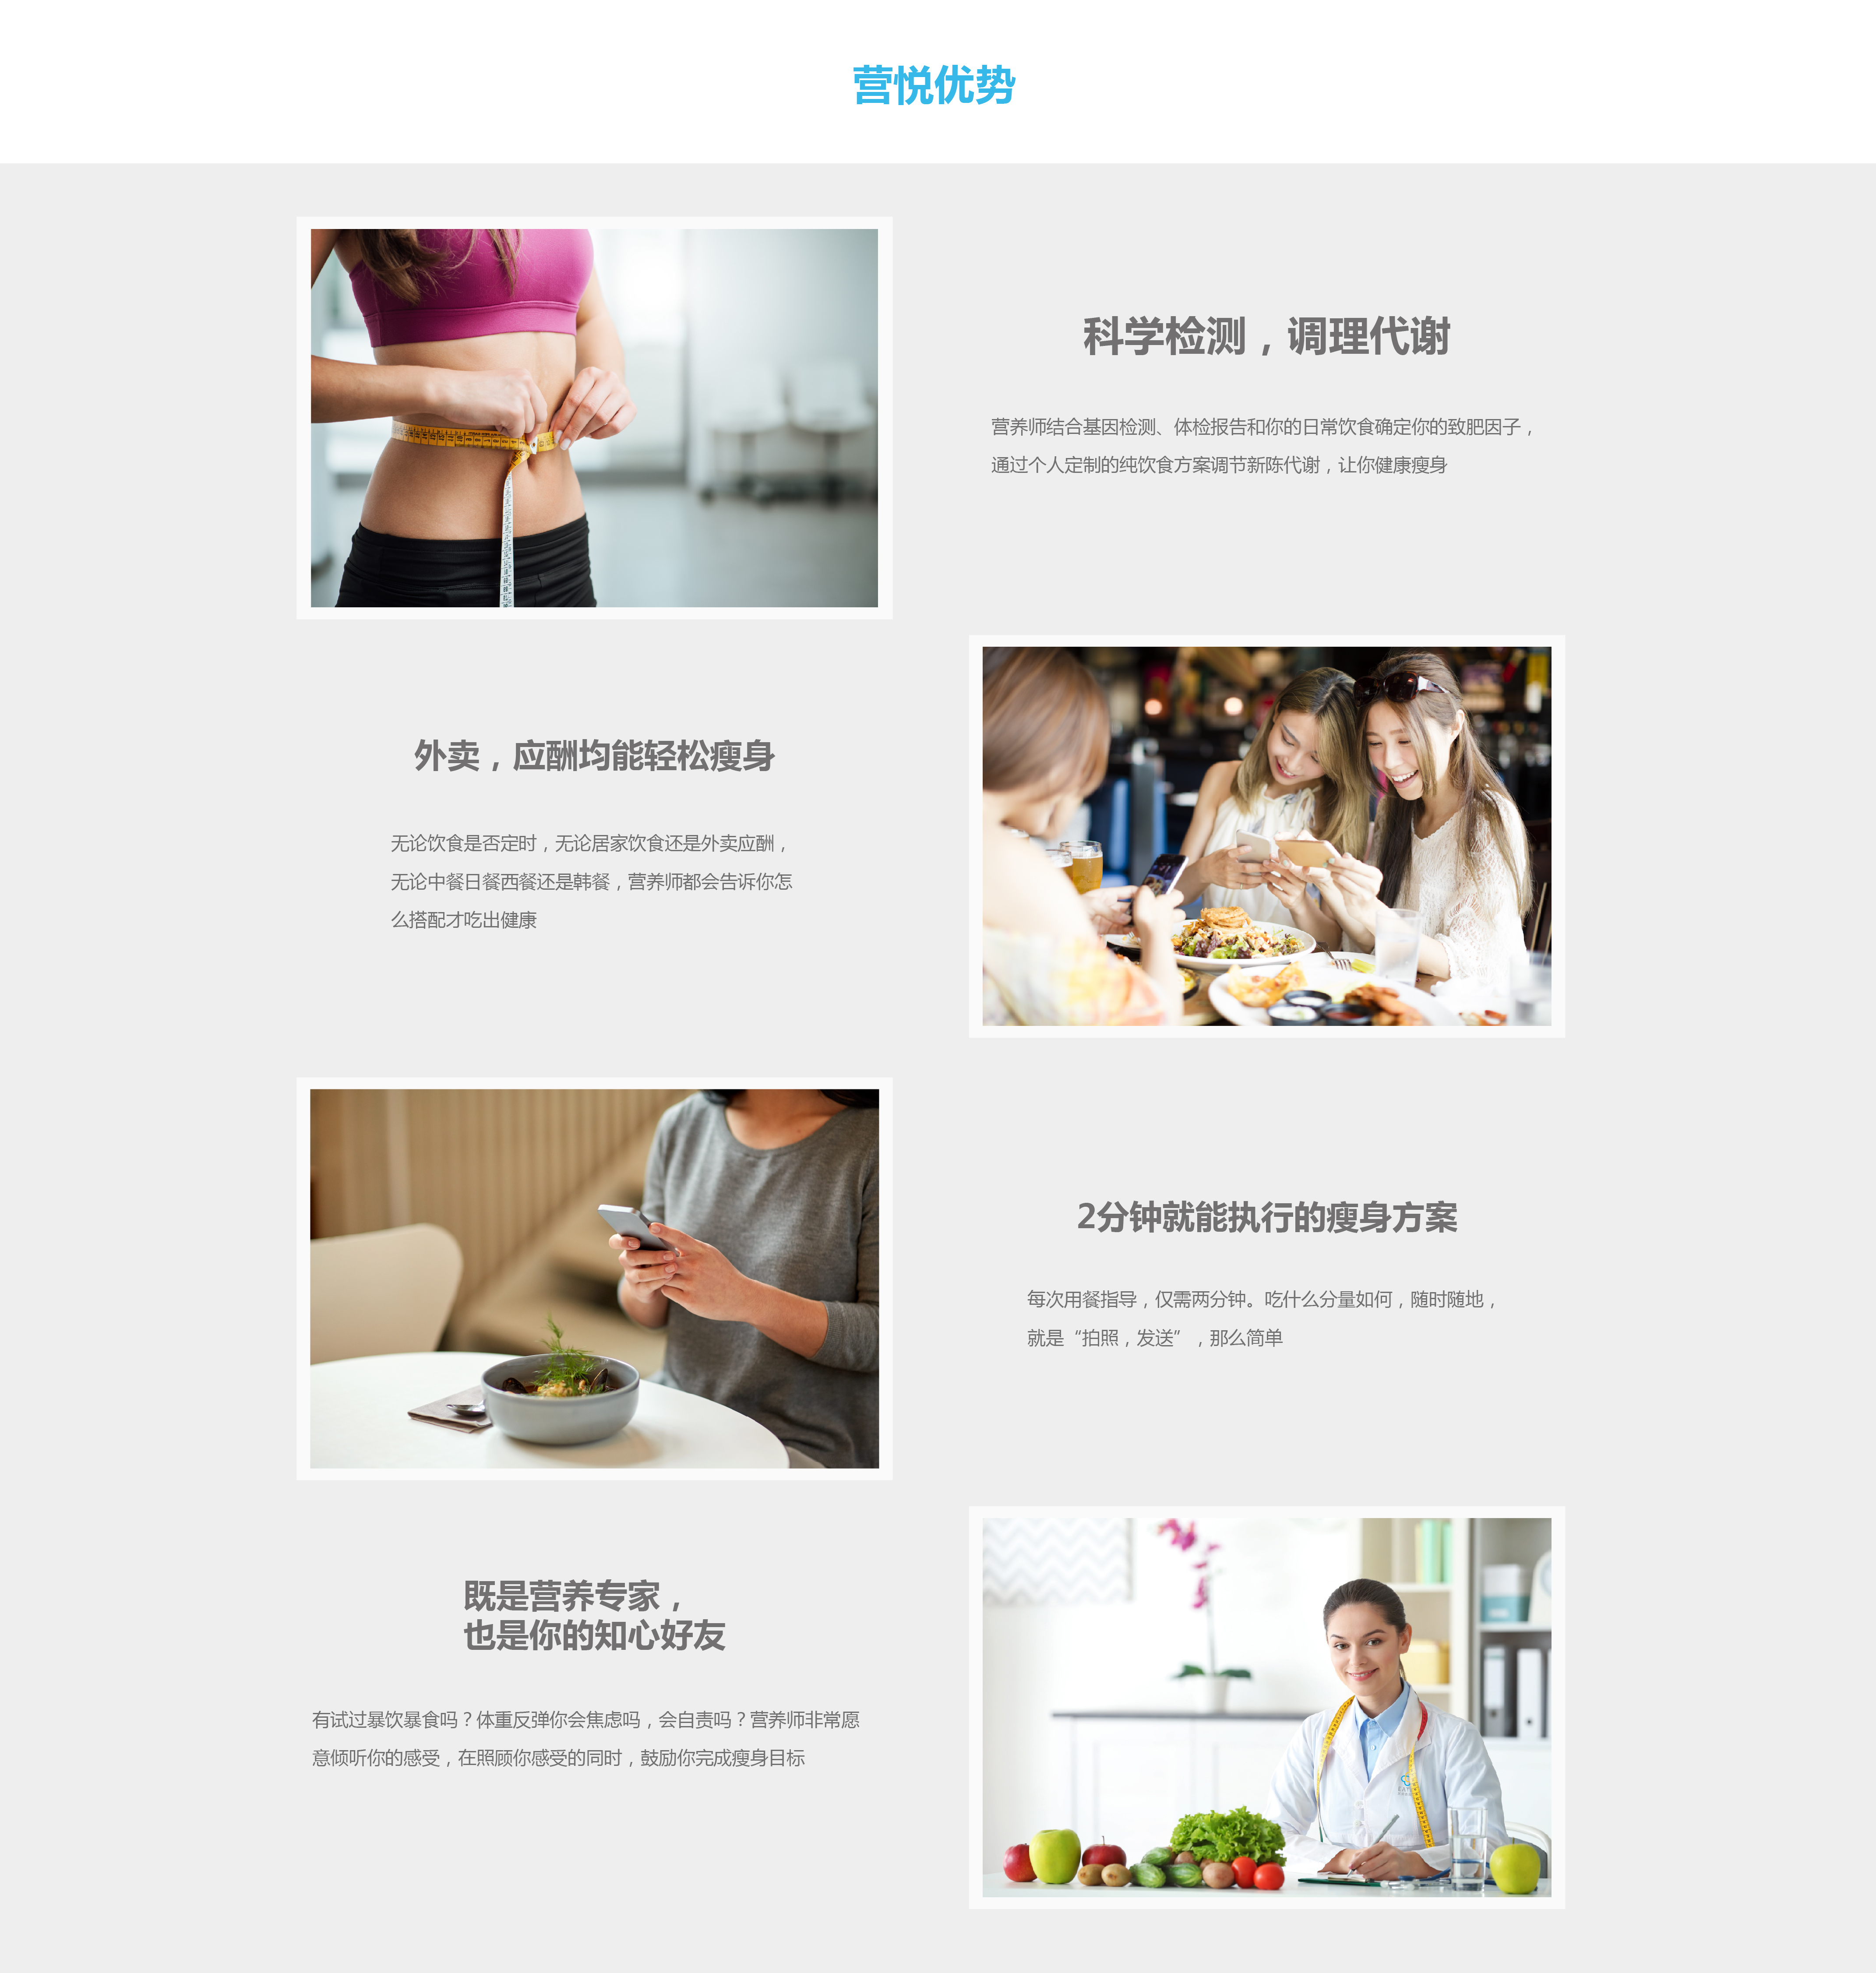 营悦优势
科学检测，调理代谢
营养师结合基因检测、体检报告和你的日常饮食确定你的致肥因子，
通过个人定制的纯饮食方案调节新陈代谢，让你健康瘦身
外卖，应酬均能轻松瘦身
无论饮食是否定时，无论居家饮食还是外卖应酬，
无论中餐日餐西餐还是韩餐，营养师都会告诉你怎
么搭配才吃出健康
2分钟就能执行的瘦身方案
每次用餐指导，仅需两分钟。吃什么分量如何，随时随地，
就是“拍照，发送”，那么简单
既是营养专家，
也是你的知心好友
有试过暴饮暴食吗？体重反弹你会焦虑吗，会自责吗？营养师非常愿
意倾听你的感受，在照顾你感受的同时，鼓励你完成瘦身目标